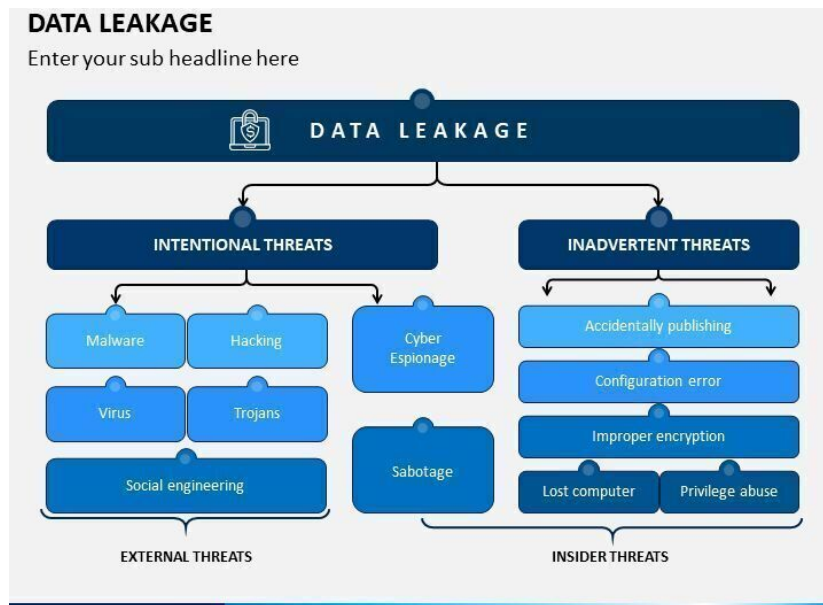 DATA LEAKAGE
Enter your sub headline here
DATA LEAKAGE
INTENTIONAL THREATS
INADVERTENT THREATS
Malware
Hacking
Cyber
Espionage
Accidentally publishing
Configuration error
Virus
Trojans
Improper encryption
Social engineering
Sabotage
Lost computer
Privilege abuse
EXTERNAL THREATS
INSIDER THREATS